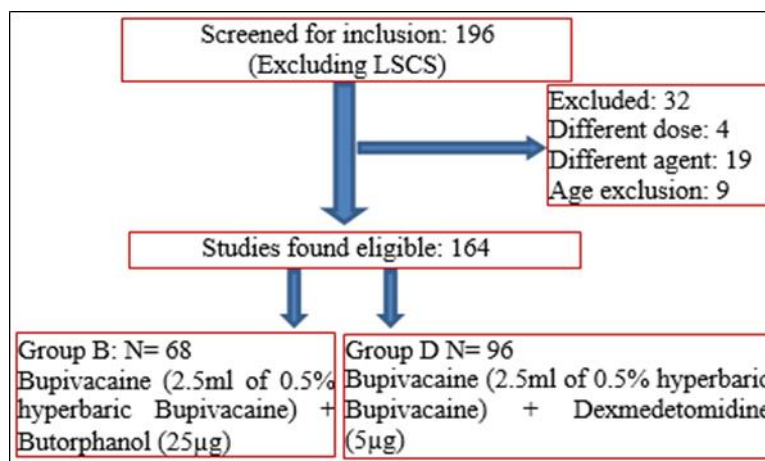 Screened for inclusion: 196
(Excluding LSCS)
Excluded: 32
Different dose: 4
Different agent: 19
Age exclusion: 9
Studies found eligible: 164
Group B: N= 68
Bupivacaine (2.5ml of 0.5%
hyperbaric Bupivacaine) +
Butorphanol (25µg)
Group D N= 96
Bupivacaine (2.5ml of 0.5% hyperbaric
Bupivacaine) + Dexmedetomidine
(5µg)